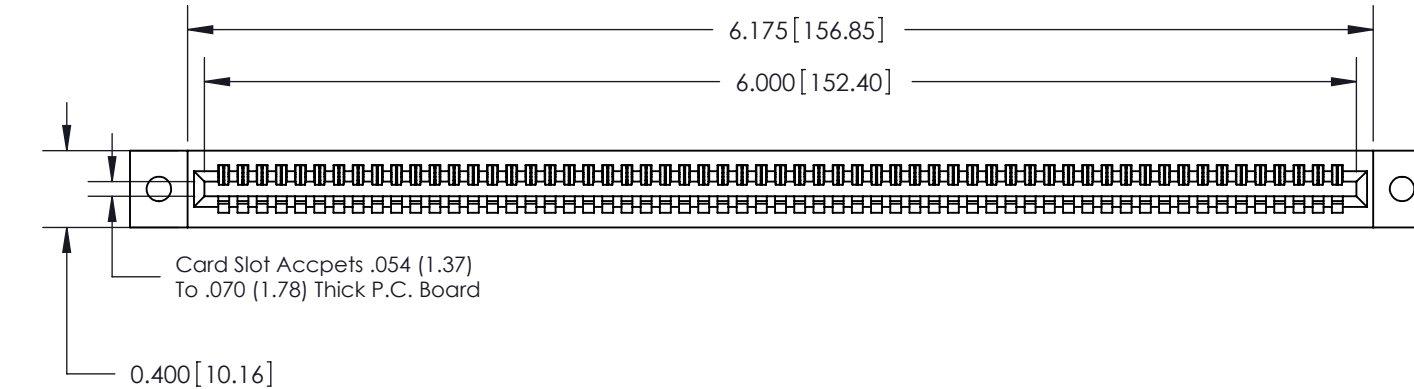 6.175[156.85]
6.000[152.40]
Card Slot Accpets .054 (1.37)
To .070 (1.78) Thick P.C. Board
0.400[10.16]